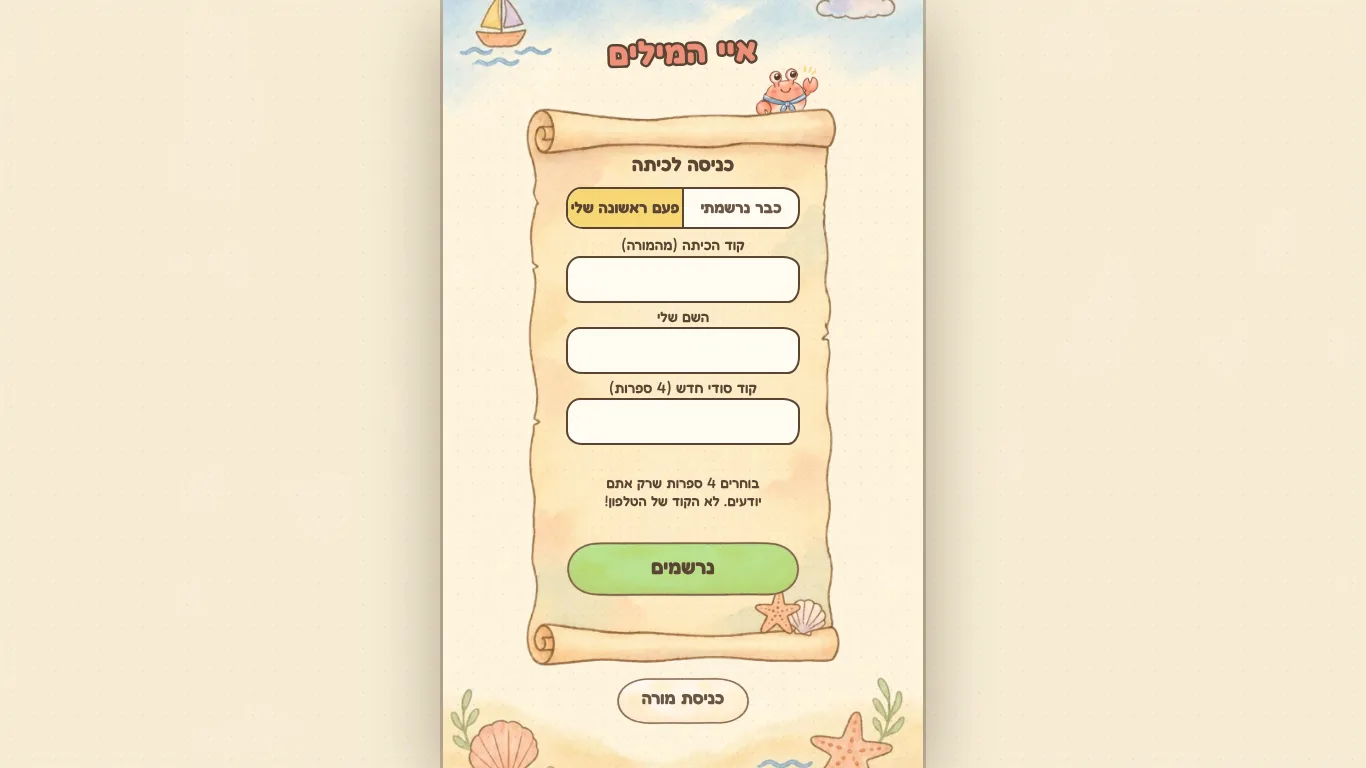 איי המילים
כניסה לכיתה
כבר נרשמתי
פעם ראשונה שלי
קוד הכיתה (מהמורה)
השם שלי
קוד סודי חדש (4 ספרות)
בוחרים 4 ספרות שרק אתם
יודעים. לא הקוד של הטלפון!
נרשמים
כניסת מורה